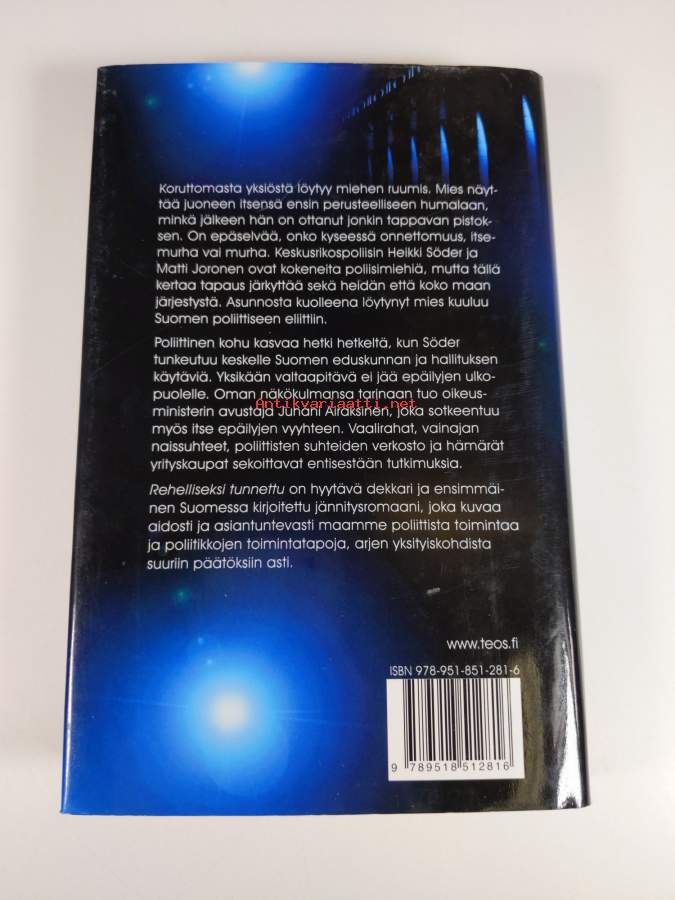 Koruttomasta yksiöstä löytyy miehen ruumis. Mies näyt-
tää juoneen itsensä ensin perusteelliseen humalaan,
minkä jälkeen hän on ottanut jonkin tappavan pistok-
sen. On epäselvää, onko kyseessä onnettomuus, itse-
murha vai murha. Keskusrikospoliisin Heikki Söder ja
Matti Joronen ovat kokeneita poliisimiehiä, mutta tällä
kertaa tapaus järkyttää sekä heidän että koko maan
järjestystä. Asunnosta kuolleena löytynyt mies kuuluu
Suomen poliittiseen eliittiin.
Poliittinen kohu kasvaa hetki hetkeltä, kun Söder
tunkeutuu keskelle Suomen eduskunnan ja hallituksen
käytäviä. Yksikään valtaapitävä ei jää epäilyjen ulko-
puolelle. Oman näkökulmansa tarinaan tuo oikeus-
Antikvariaatti.net
ministerin avustaja Juhani Airaksinen, joka sotkeentuu
myös itse epäilyjen vyyhteen. Vaalirahat, vainajan
naissuhteet, poliittisten suhteiden verkosto ja hämärät
yrityskaupat sekoittavat entisestään tutkimuksia.
Rehelliseksi tunnettu on hyytävä dekkari ja ensimmäi-
nen Suomessa kirjoitettu jännitysromaani, joka kuvaa
aidosti ja asiantuntevasti maamme poliittista toimintaa
ja poliitikkojen toimintatapoja, arjen yksityiskohdista
suuriin päätöksiin asti.
www.teos.fi
ISBN 978-951-851-281-6
9 789518 512816